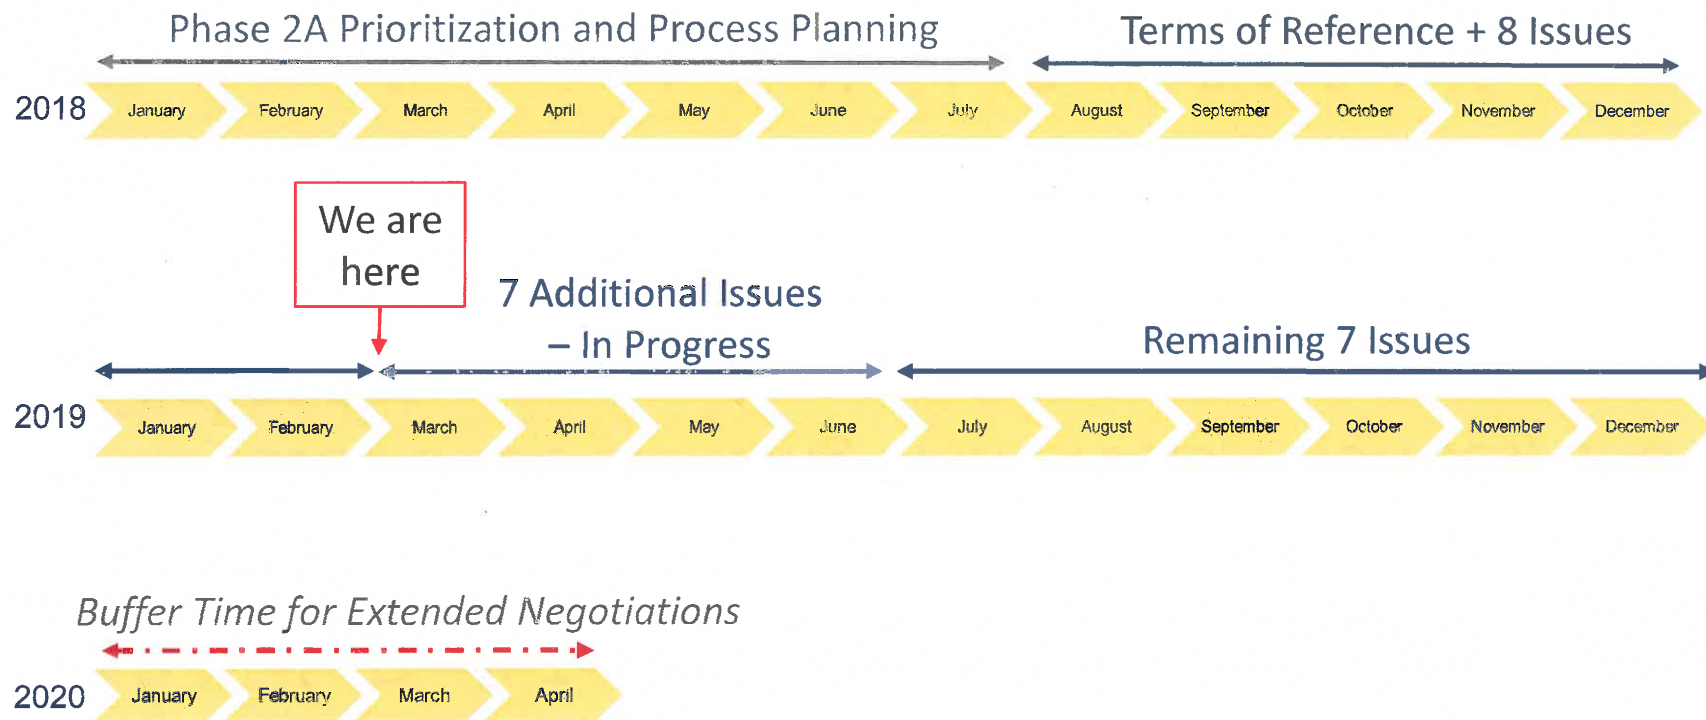 Phase 2A Prioritization and Process Planning
Terms of Reference + 8 Issues
2018 January February March April May June July August September October November December
We are
here
7 Additional Issues
– In Progress
Remaining 7 Issues
2019 January February March April May June July August September October November December
Buffer Time for Extended Negotiations
2020 January February March April